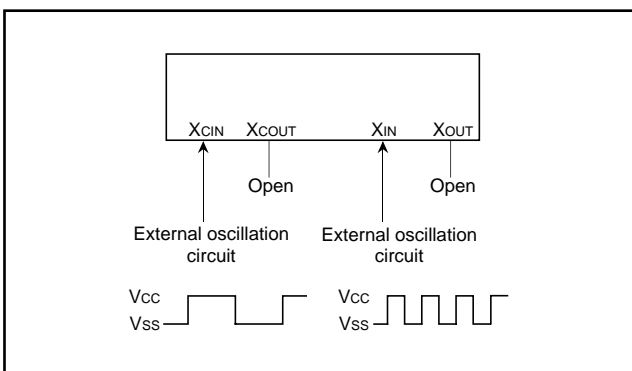 XCIN XCOUT XIN XOUT
Open Open
External oscillation External oscillation
circuit circuit
VCC VCC
VSS VSS